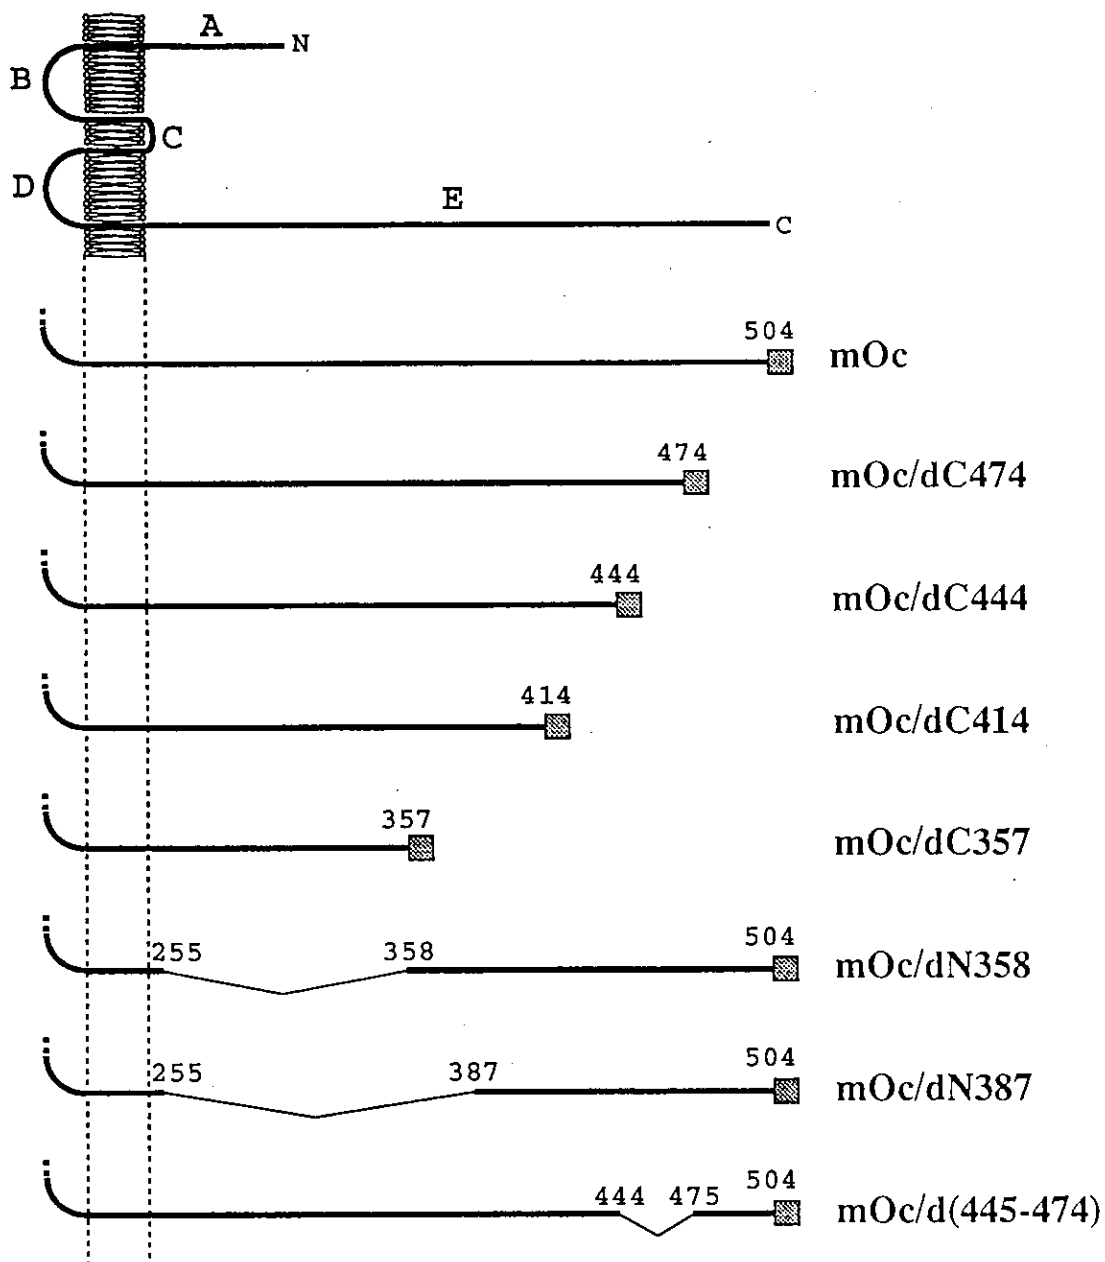 A N
B
C
D
E
C
504 mOc
474 mOc/dC474
444 mOc/dC444
414 mOc/dC414
357 mOc/dC357
255 358 504 mOc/dN358
255 387 504 mOc/dN387
444 475 504 mOc/d(445-474)